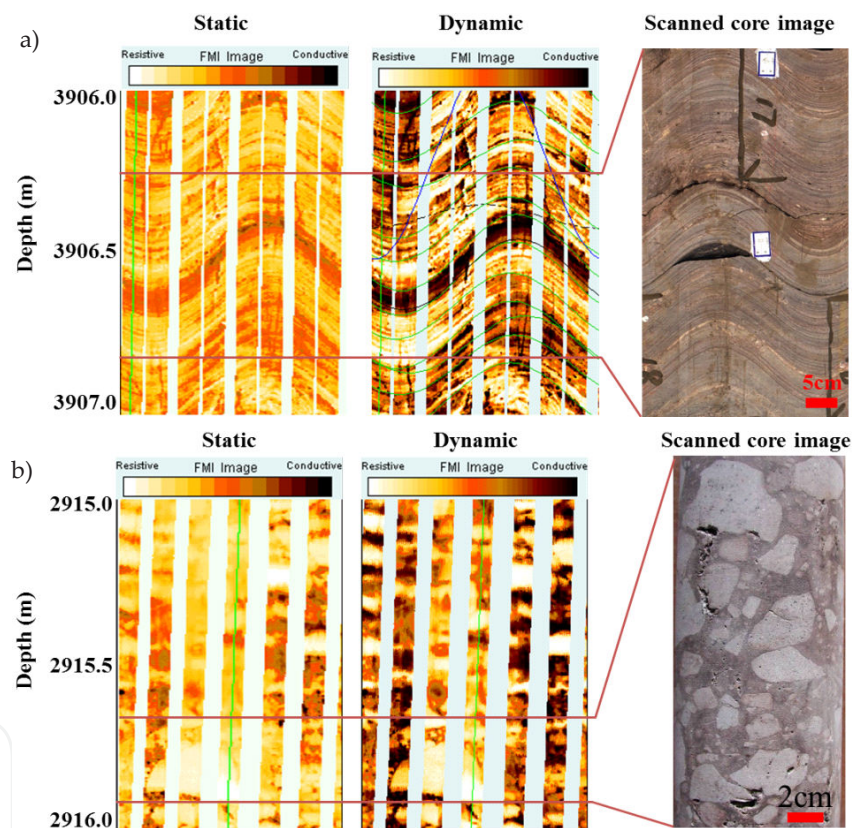 Static
Dynamic
Scanned core image
a)
Resistive FMI Image Conductive
Resistive FMI Image Conductive
3906.0
3906.5
3907.0
Depth (m)
5cm
Static
Dynamic
Scanned core image
b)
Resistive FMI Image Conductive
Resistive FMI Image Conductive
2915.0
2915.5
2916.0
Depth (m)
2cm